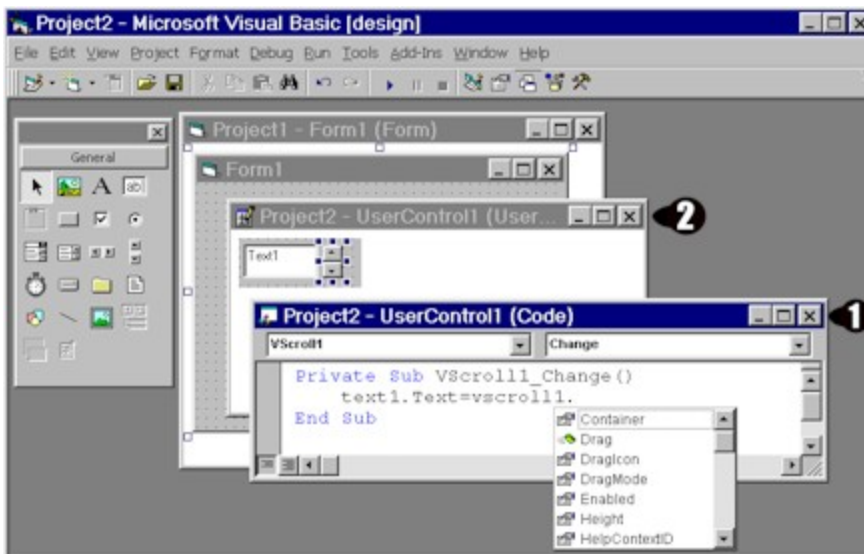 Project2 - Microsoft Visual Basic [design]
File Edit View Project Format Debug Run Tools Add-Ins Window Help
General
A
ab
Project1 - Form1 (Form)
Form1
Project2 - UserControl1 (User...
2
Text1
Project2 - UserControl1 (Code)
1
VScroll1
Change
Private Sub VScroll1_Change()
text1.Text=vscroll1.
End Sub
Container
Drag
DragIcon
DragMode
Enabled
Height
HelpContextID